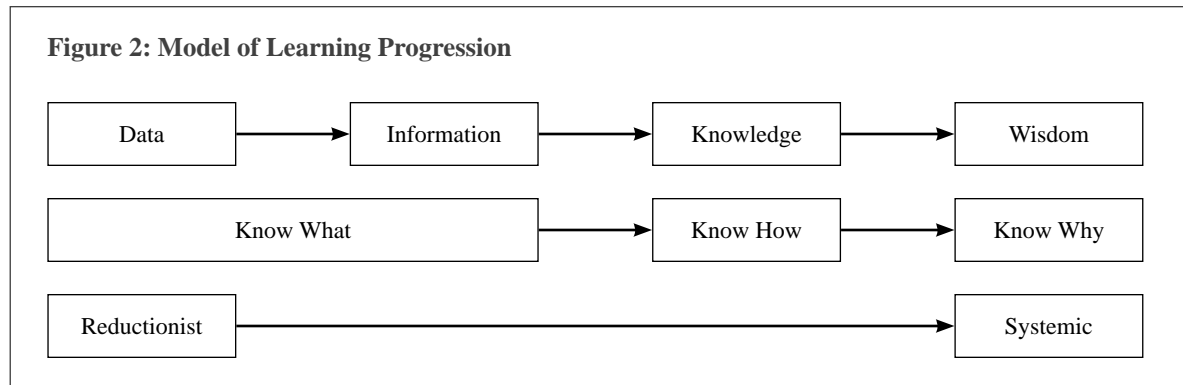 Figure 2: Model of Learning Progression
Data Information Knowledge Wisdom
Know What Know How Know Why
Reductionist Systemic